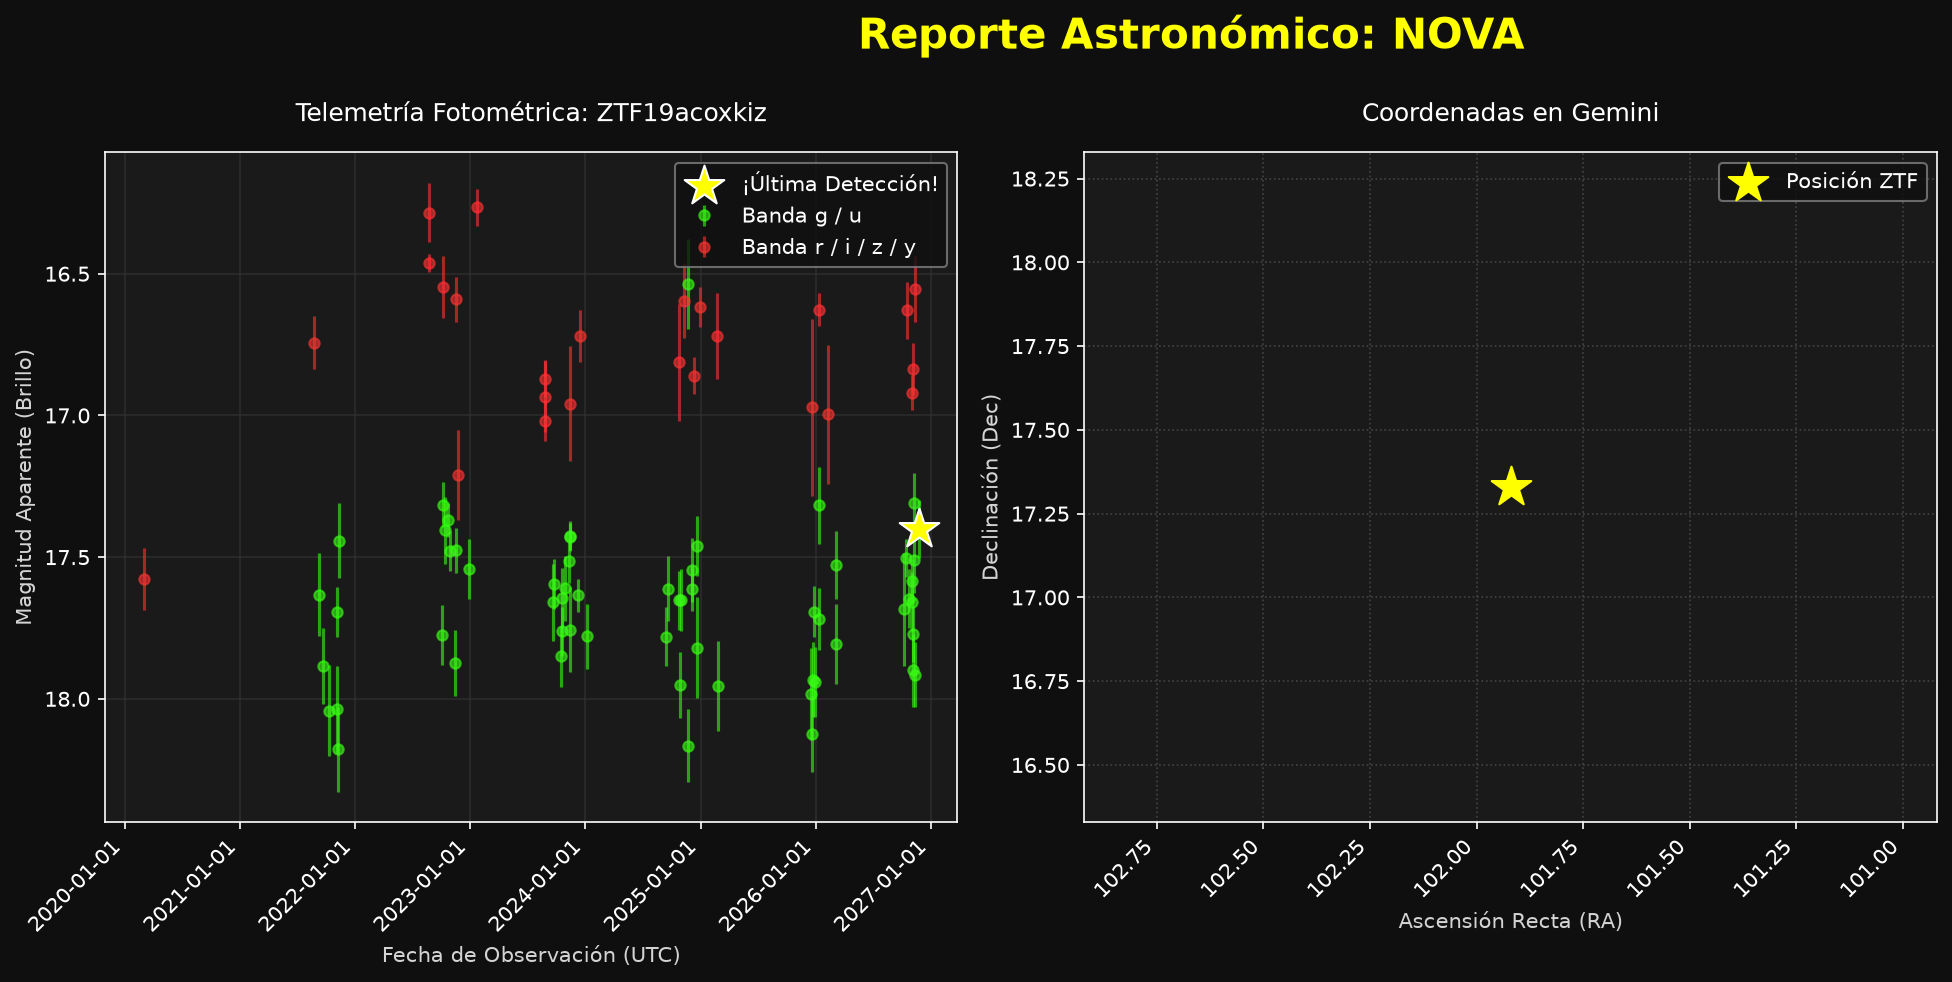 Reporte Astronómico: NOVA
Telemetría Fotométrica: ZTF19acoxkiz
¡Última Detección!
Banda g / u
Banda r / i / z / y
Magnitud Aparente (Brillo)
16.5
17.0
17.5
18.0
2020-01-01
2021-01-01
2022-01-01
2023-01-01
2024-01-01
2025-01-01
2026-01-01
2027-01-01
Fecha de Observación (UTC)
Coordenadas en Gemini
Posición ZTF
Declinación (Dec)
18.25
18.00
17.75
17.50
17.25
17.00
16.75
16.50
102.75
102.50
102.25
102.00
101.75
101.50
101.25
101.00
Ascensión Recta (RA)